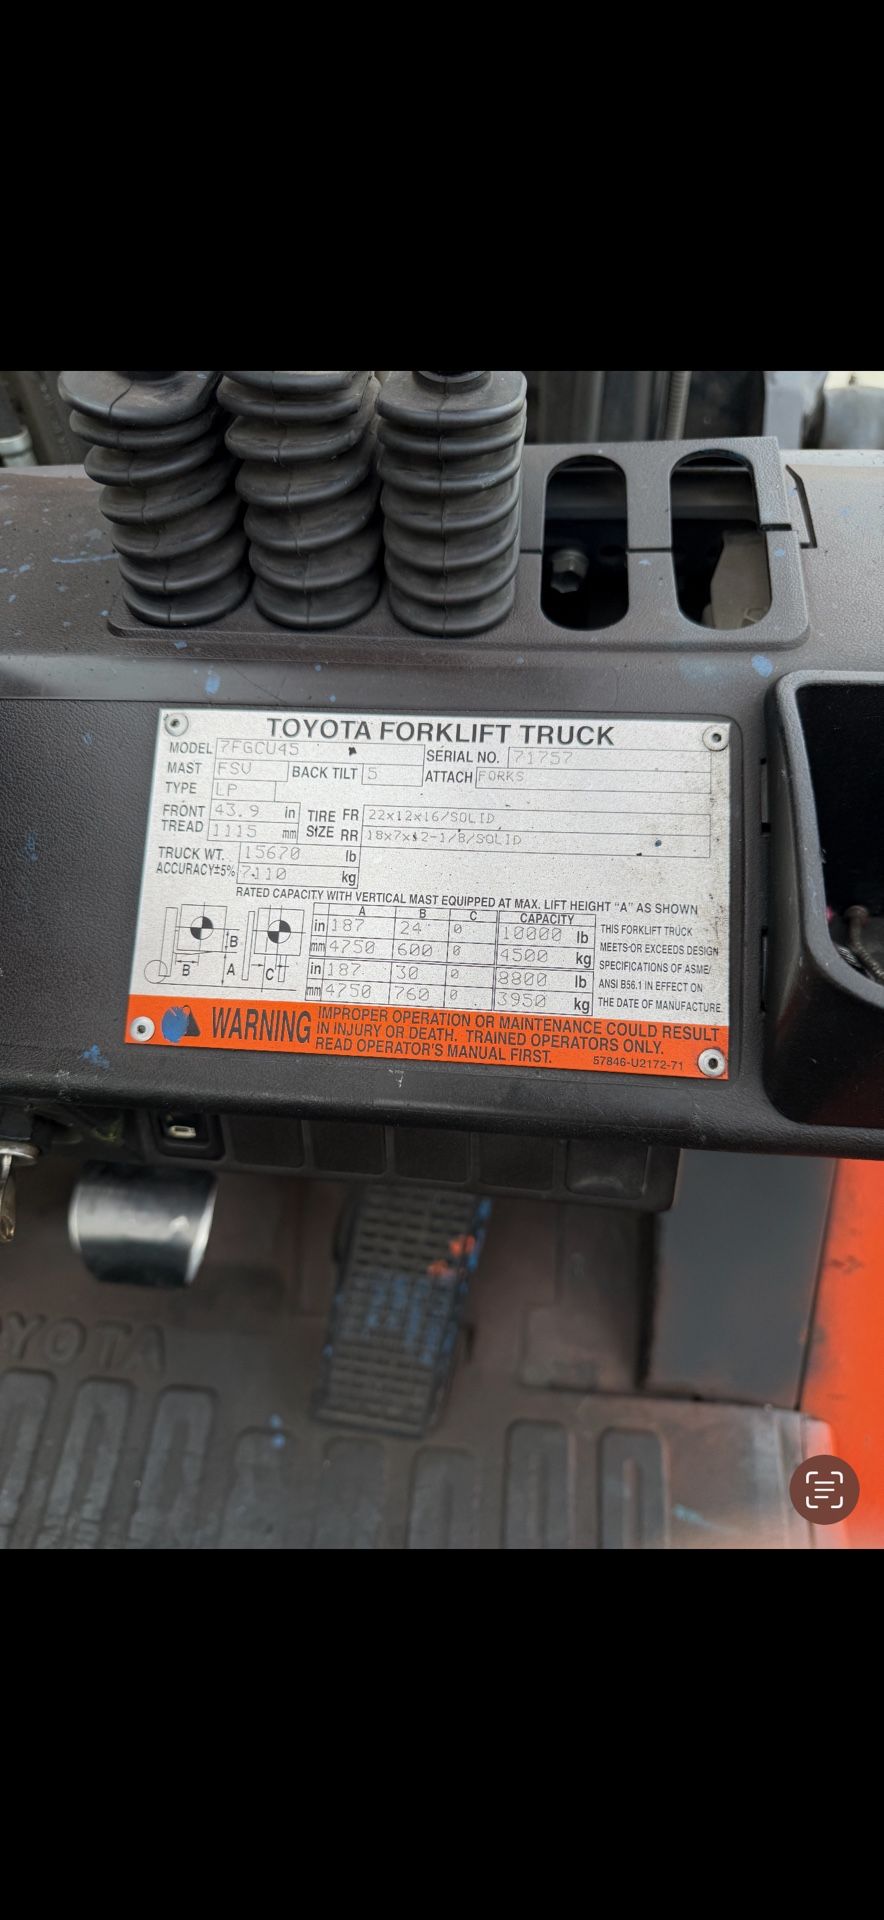 TOYOTA FORKLIFT TRUCK
MODEL 7FGCU45 SERIAL NO. 71757
MAST FSV BACK TILT 5 ATTACH FORKS
TYPE LP
FRONT TREAD 43.9 in TIRE SIZE FR 22x12x16/SOLID
1115 mm RR 18x7x12-1/8/SOLID
TRUCK WT. 15670 lb
ACCURACY±5% 7110 kg
RATED CAPACITY WITH VERTICAL MAST EQUIPPED AT MAX. LIFT HEIGHT "A" AS SHOWN
A B C CAPACITY
in 187 24 0 10000 lb
mm 4750 600 0 4500 kg
in 187 30 0 8800 lb
mm 4750 760 0 3950 kg
B
B A C
THIS FORKLIFT TRUCK
MEETS OR EXCEEDS DESIGN
SPECIFICATIONS OF ASME/
ANSI B56.1 IN EFFECT ON
THE DATE OF MANUFACTURE.
WARNING
IMPROPER OPERATION OR MAINTENANCE COULD RESULT
IN INJURY OR DEATH. TRAINED OPERATORS ONLY.
READ OPERATOR'S MANUAL FIRST.
57846-U2172-71
OYOTA